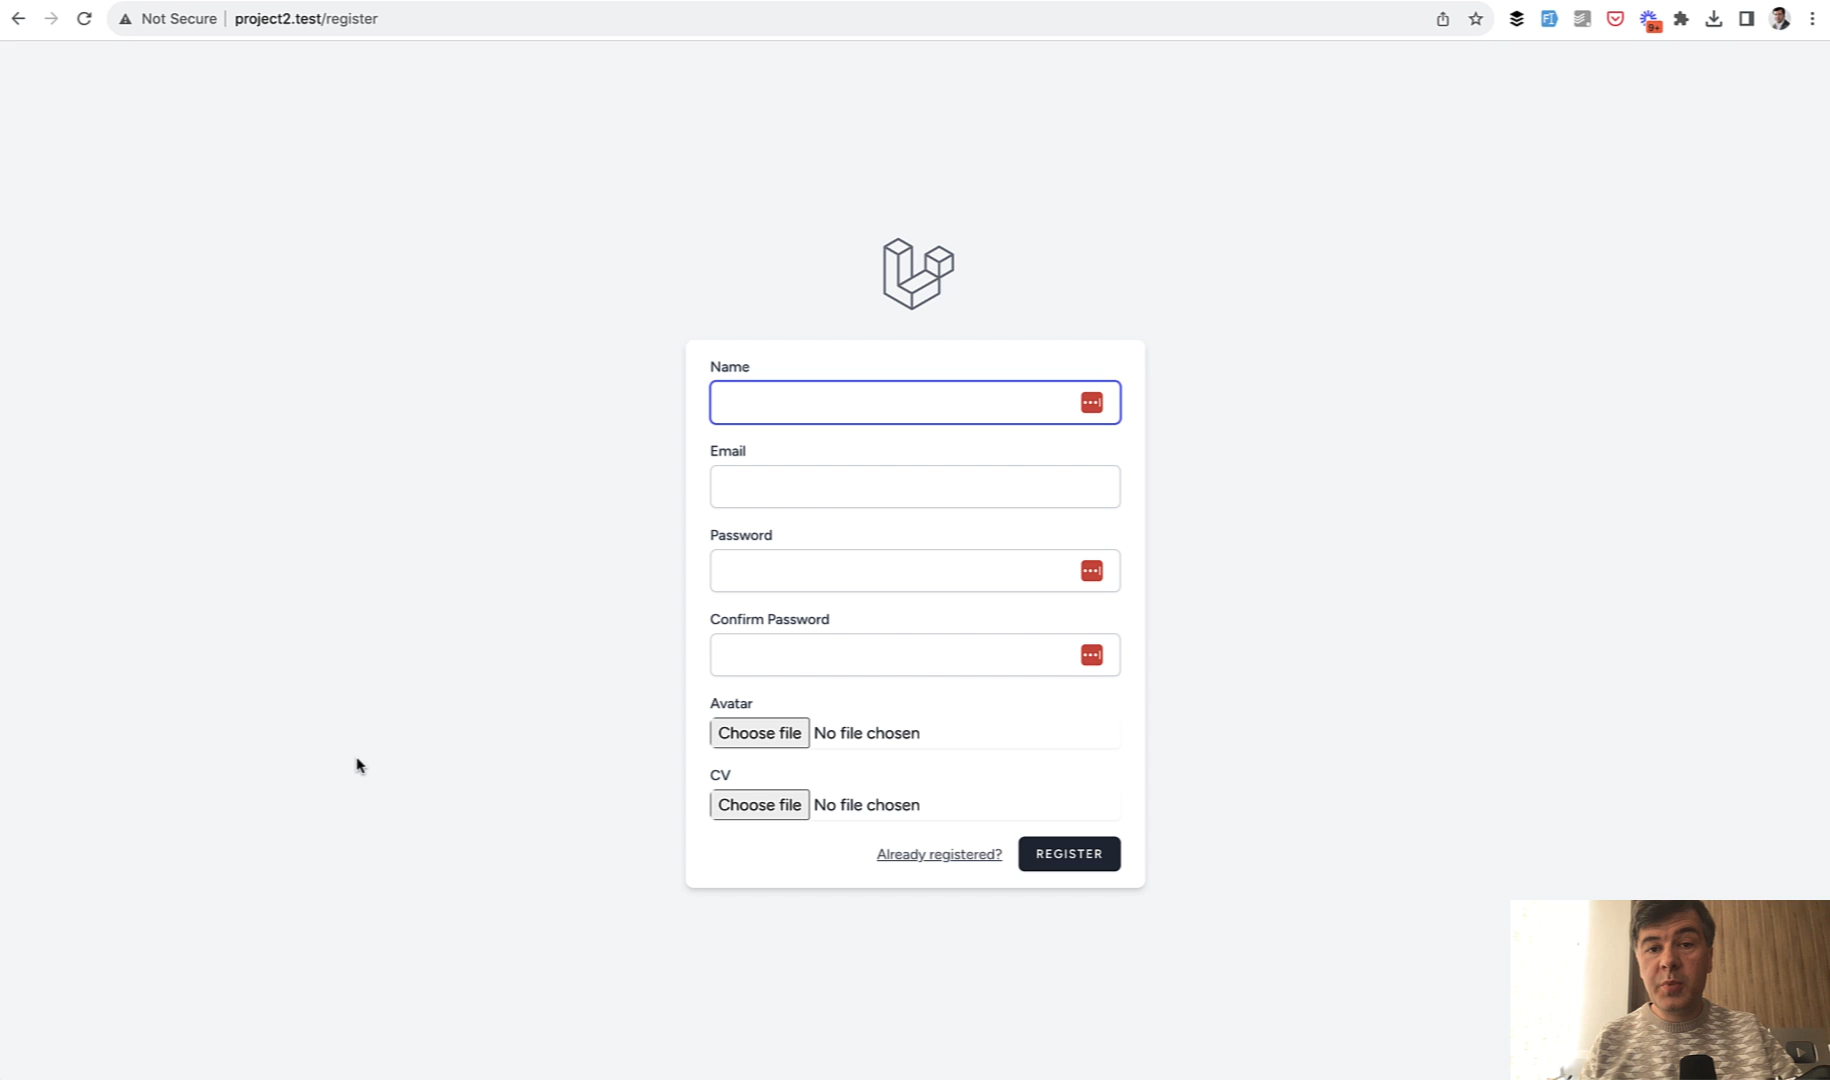 Not Secure | project2.test/register
9+
Name
Email
Password
Confirm Password
Avatar
Choose file No file chosen
CV
Choose file No file chosen
Already registered? REGISTER